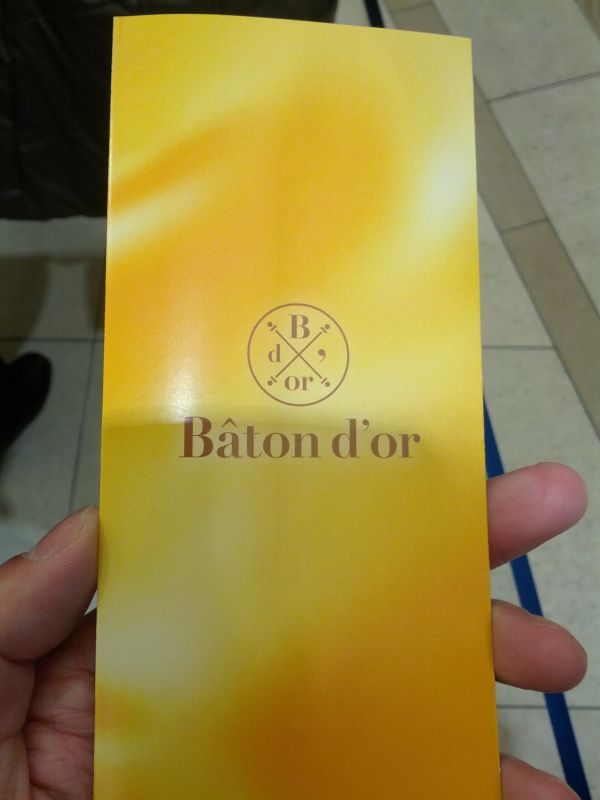 B
d ,
or
Bâton d'or